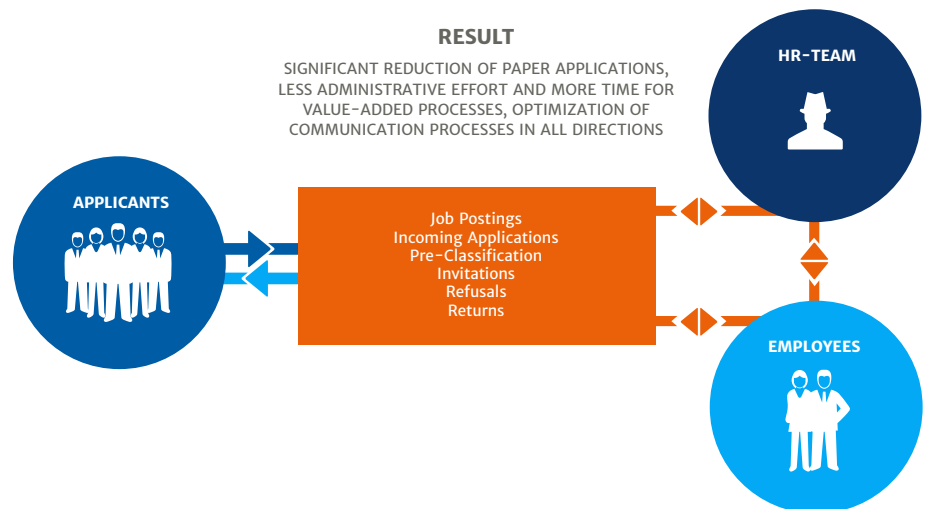 RESULT
SIGNIFICANT REDUCTION OF PAPER APPLICATIONS,
LESS ADMINISTRATIVE EFFORT AND MORE TIME FOR
VALUE-ADDED PROCESSES, OPTIMIZATION OF
COMMUNICATION PROCESSES IN ALL DIRECTIONS
HR-TEAM
APPLICANTS
Job Postings
Incoming Applications
Pre-Classification
Invitations
Refusals
Returns
EMPLOYEES